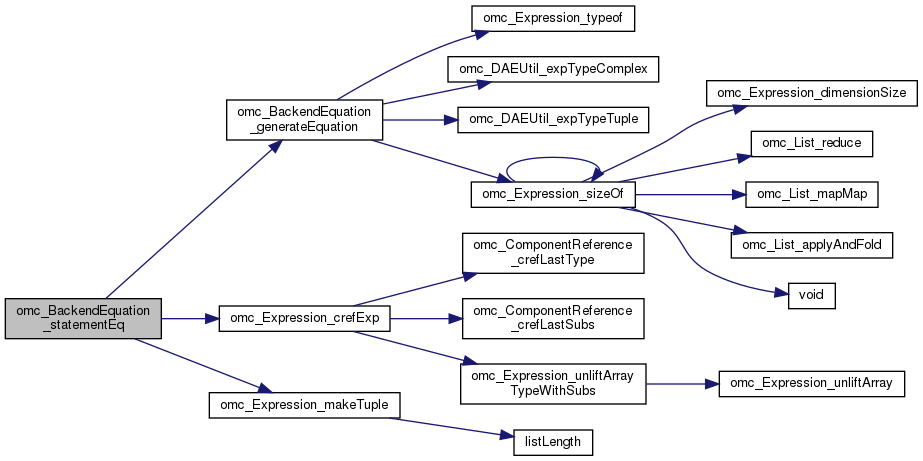 omc_BackendEquation
_statementEq
omc_BackendEquation
_generateEquation
omc_Expression_typeof
omc_DAEUtil_expTypeComplex
omc_DAEUtil_expTypeTuple
omc_Expression_sizeOf
omc_Expression_dimensionSize
omc_List_reduce
omc_List_mapMap
omc_List_applyAndFold
void
omc_Expression_crefExp
omc_ComponentReference
_crefLastType
omc_ComponentReference
_crefLastSubs
omc_Expression_unliftArray
TypeWithSubs
omc_Expression_unliftArray
omc_Expression_makeTuple
listLength